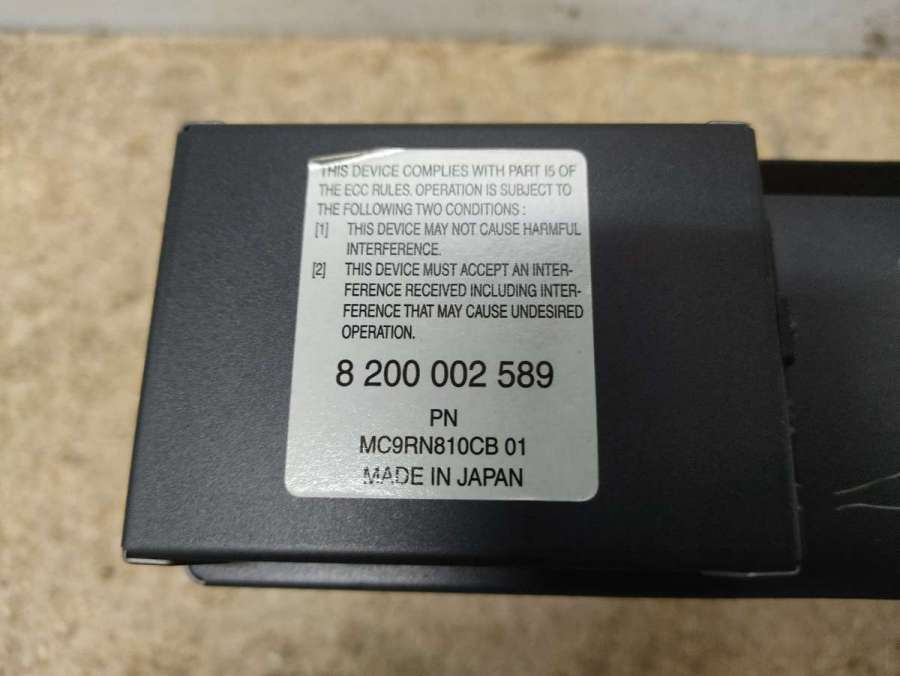 THIS DEVICE COMPLIES WITH PART 15 OF
THE ECC RULES. OPERATION IS SUBJECT TO
THE FOLLOWING TWO CONDITIONS :
[1] THIS DEVICE MAY NOT CAUSE HARMFUL
INTERFERENCE.
[2] THIS DEVICE MUST ACCEPT AN INTER-
FERENCE RECEIVED INCLUDING INTER-
FERENCE THAT MAY CAUSE UNDESIRED
OPERATION.
8 200 002 589
PN
MC9RN810CB 01
MADE IN JAPAN